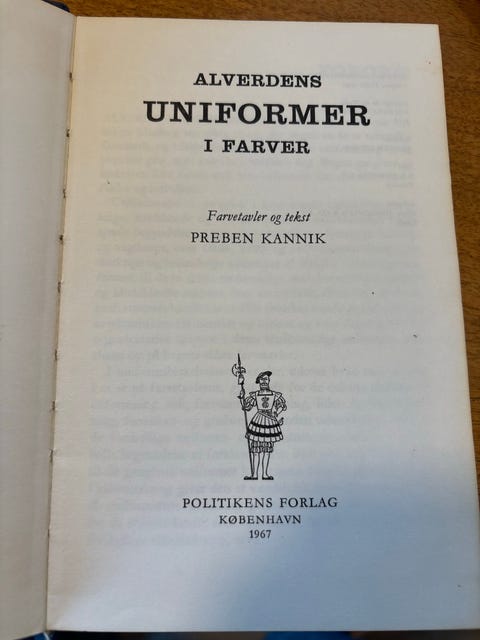 ALVERDENS
UNIFORMER
I FARVER
Farvetavler og tekst
PREBEN KANNIK
POLITIKENS FORLAG
KØBENHAVN
1967